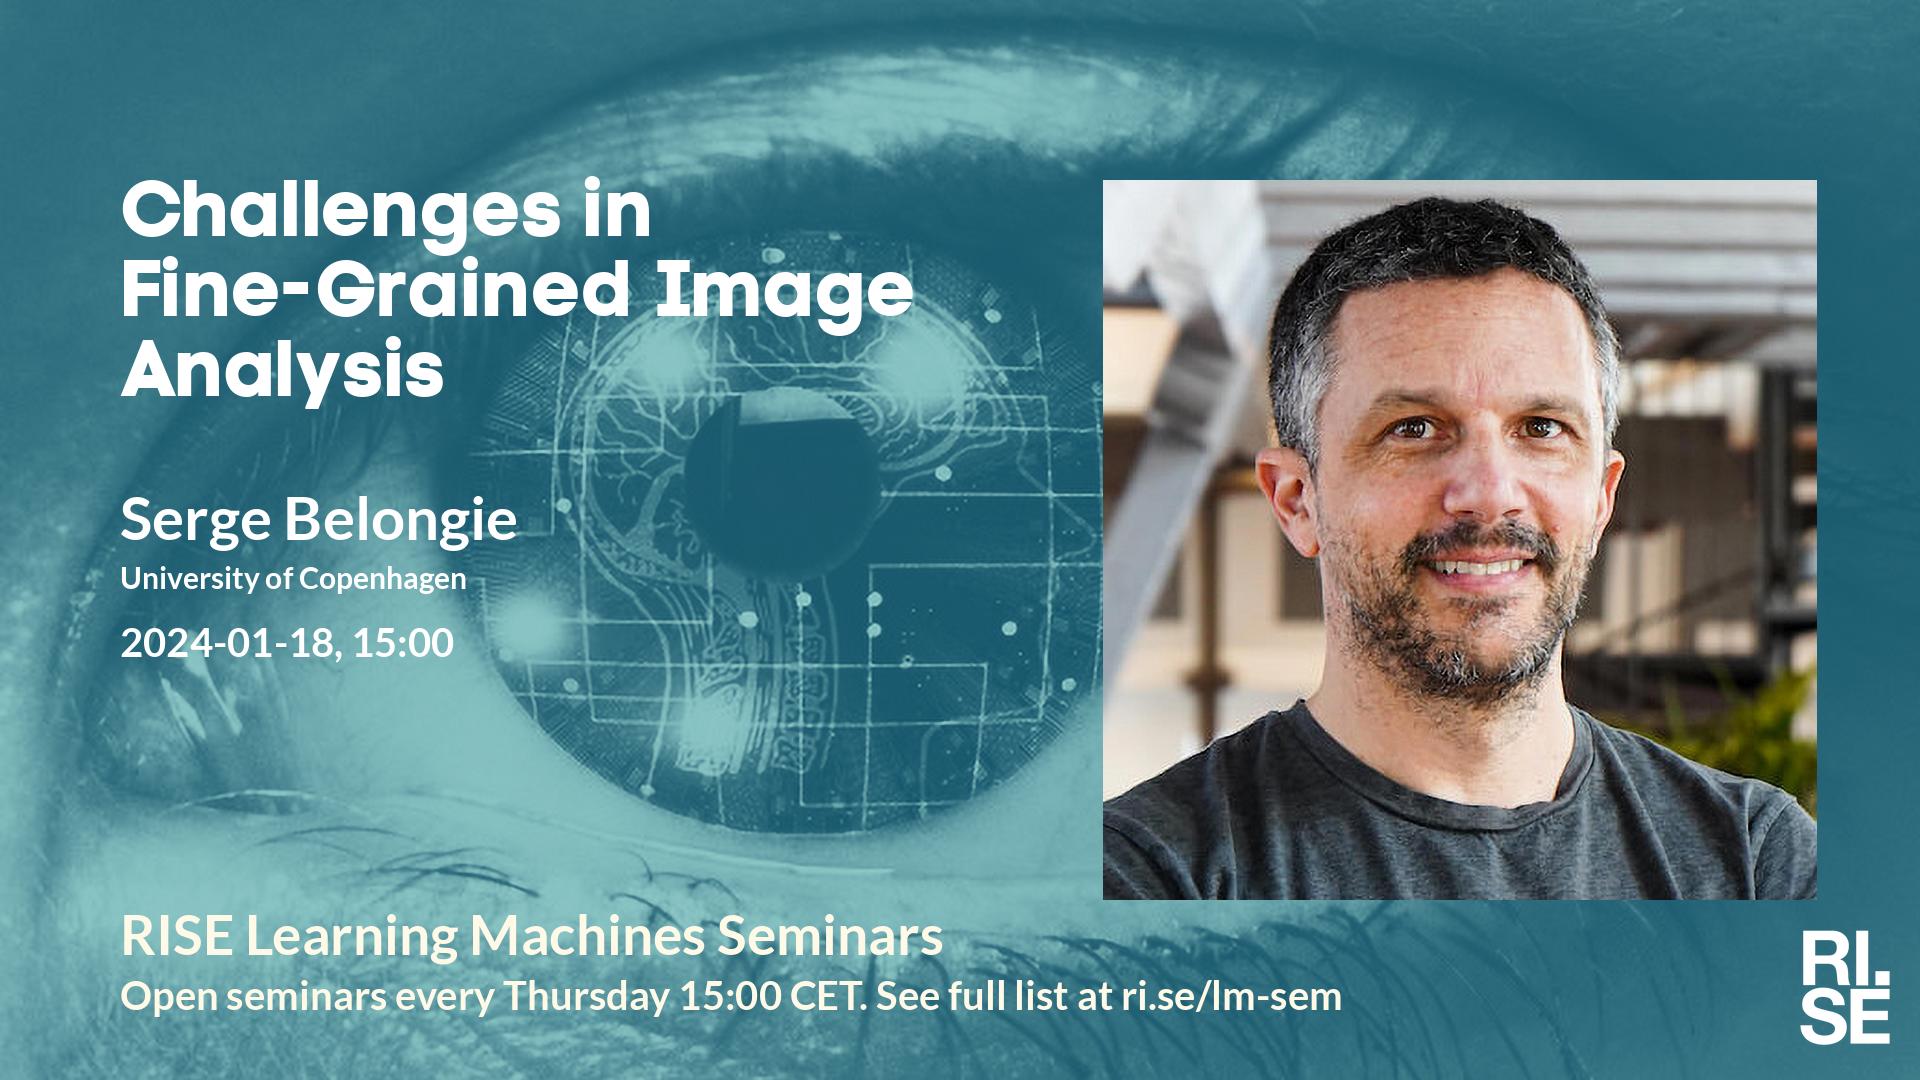 Challenges in
Fine-Grained Image
Analysis
Serge Belongie
University of Copenhagen
2024-01-18, 15:00
RISE Learning Machines Seminars
Open seminars every Thursday 15:00 CET. See full list at ri.se/lm-sem
RI.
SE